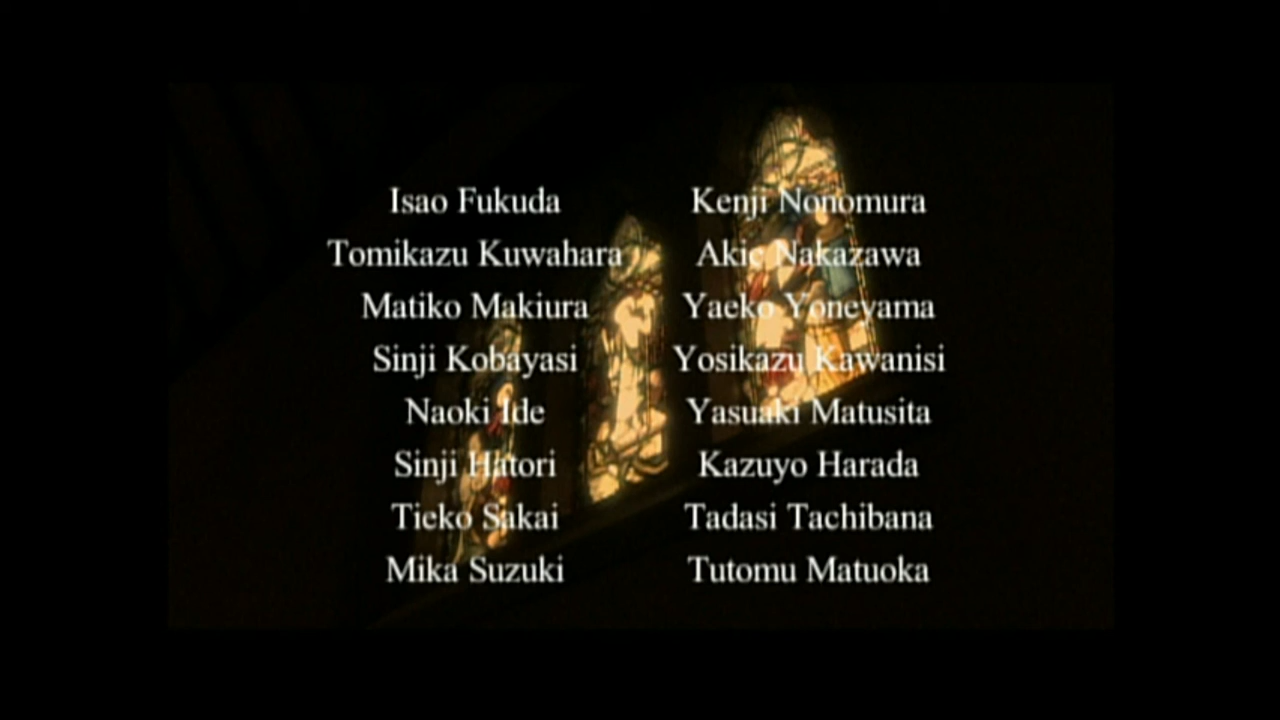 Isao Fukuda
Tomikazu Kuwahara
Matiko Makiura
Sinji Kobayasi
Naoki Ide
Sinji Hatori
Tieko Sakai
Mika Suzuki
Kenji Nonomura
Akie Nakazawa
Yaeko Yoneyama
Yosikazu Kawanisi
Yasuaki Matusita
Kazuyo Harada
Tadasi Tachibana
Tutomu Matuoka